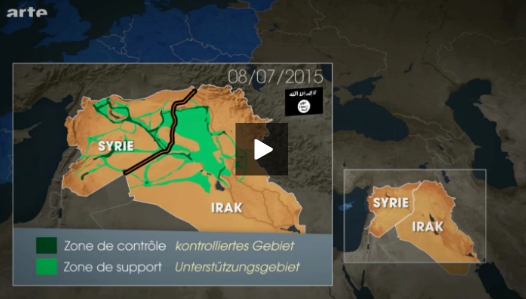 arte
08/07/2015
SYRIE
IRAK
Zone de contrôle kontrolliertes Gebiet
Zone de support Unterstützungsgebiet
SYRIE
IRAK